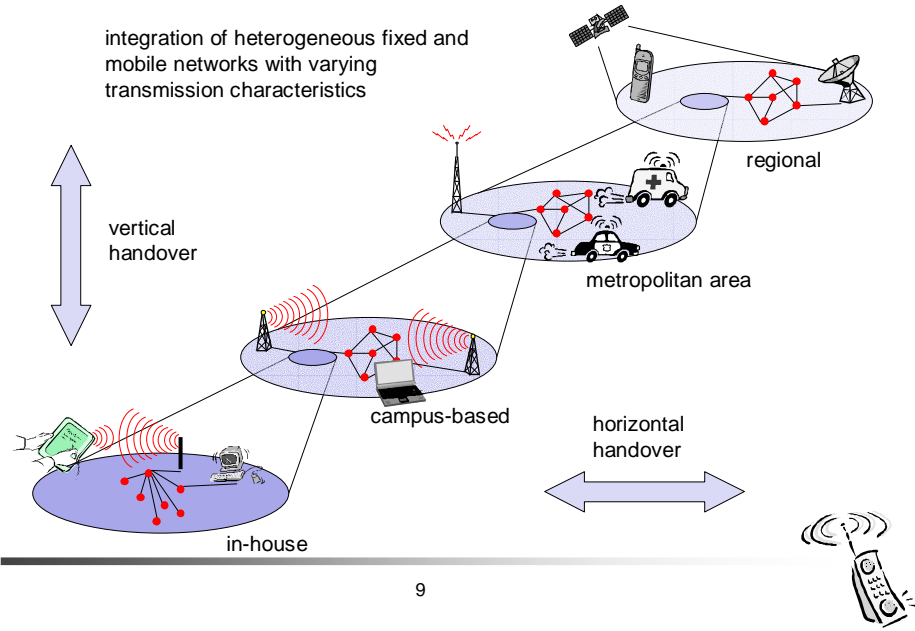 integration of heterogeneous fixed and
mobile networks with varying
transmission characteristics
regional
vertical
handover
metropolitan area
campus-based
horizontal
handover
in-house
9